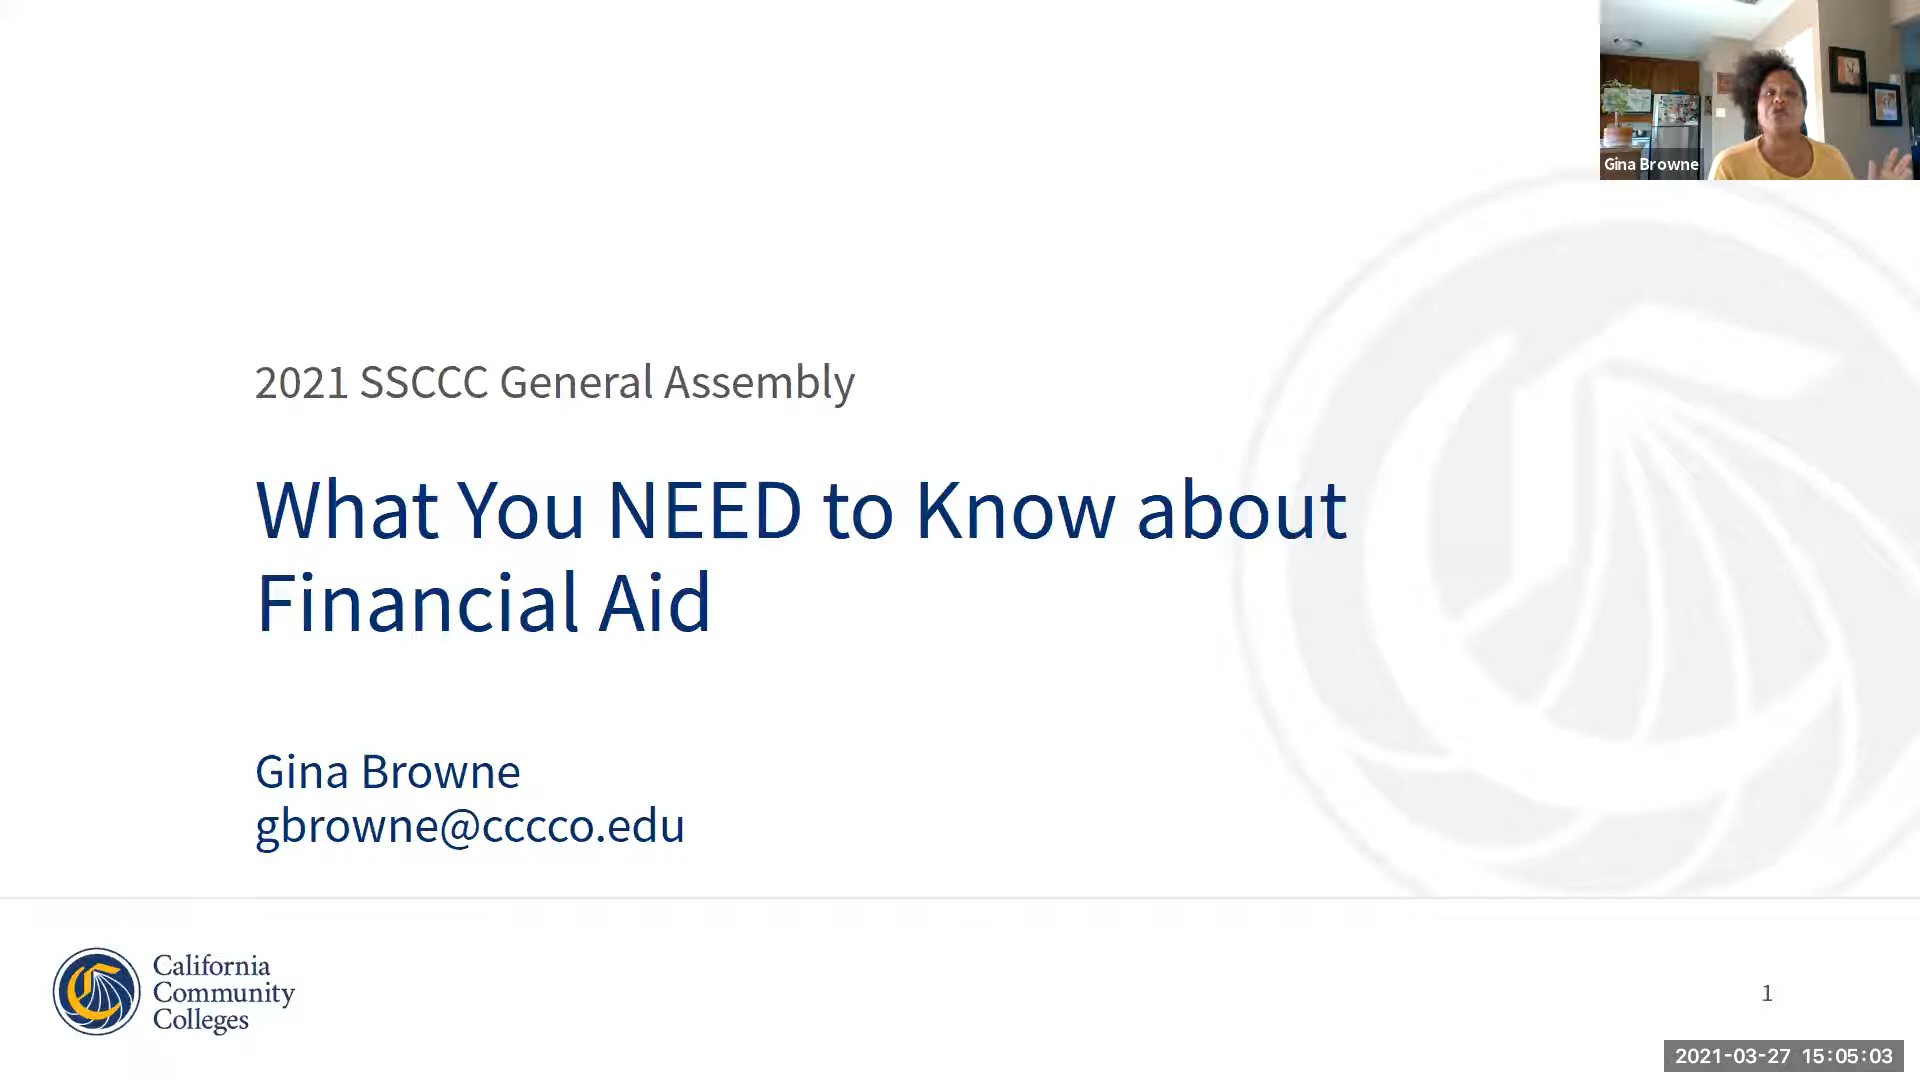 Gina Browne
2021 SSCCC General Assembly
What You NEED to Know about
Financial Aid
Gina Browne
gbrowne@cccco.edu
California
Community
Colleges
1
2021-03-27 15:05:03